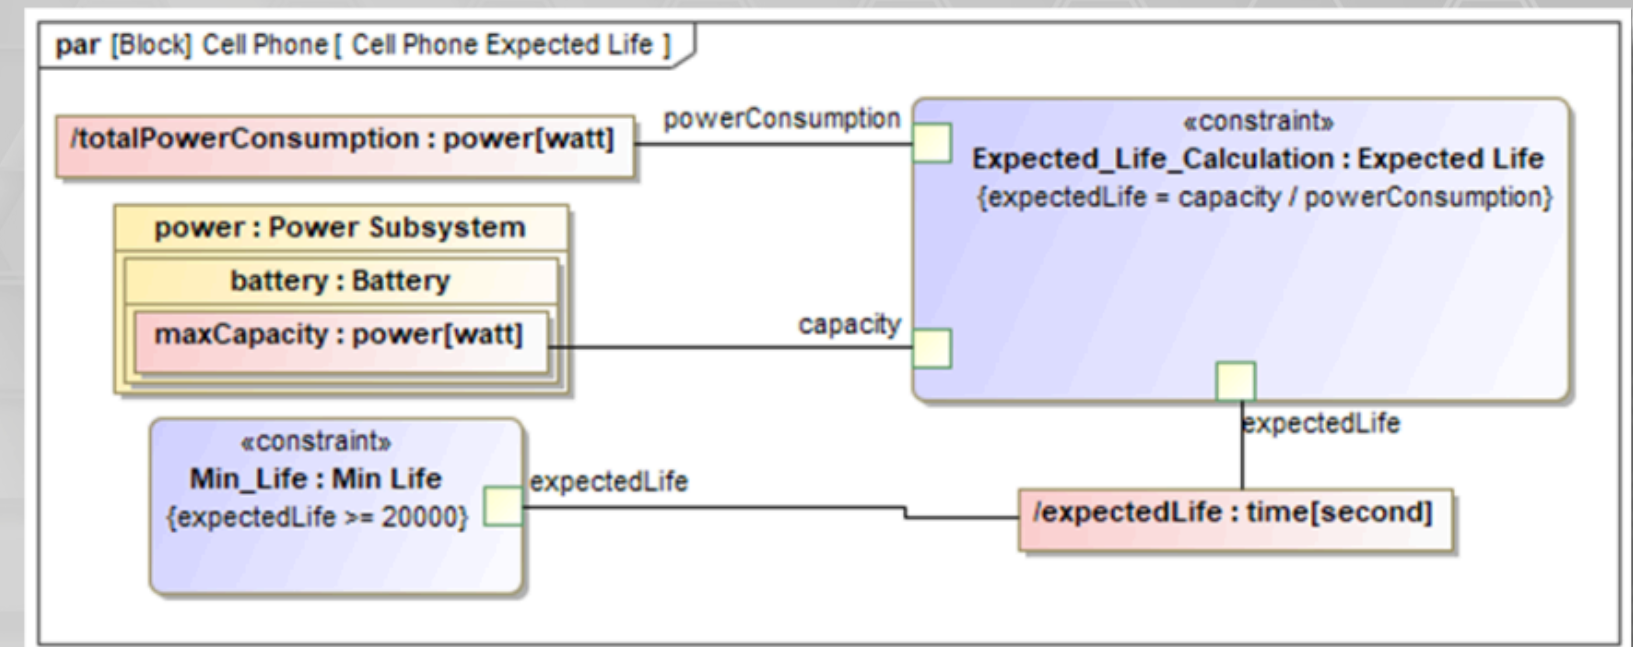 par [Block] Cell Phone [ Cell Phone Expected Life ]
/totalPowerConsumption : power[watt]
powerConsumption
«constraint»
Expected_Life_Calculation : Expected Life
{expectedLife = capacity / powerConsumption}
power : Power Subsystem
battery : Battery
maxCapacity : power[watt]
capacity
expectedLife
«constraint»
Min_Life : Min Life
{expectedLife >= 20000}
expectedLife
/expectedLife : time[second]